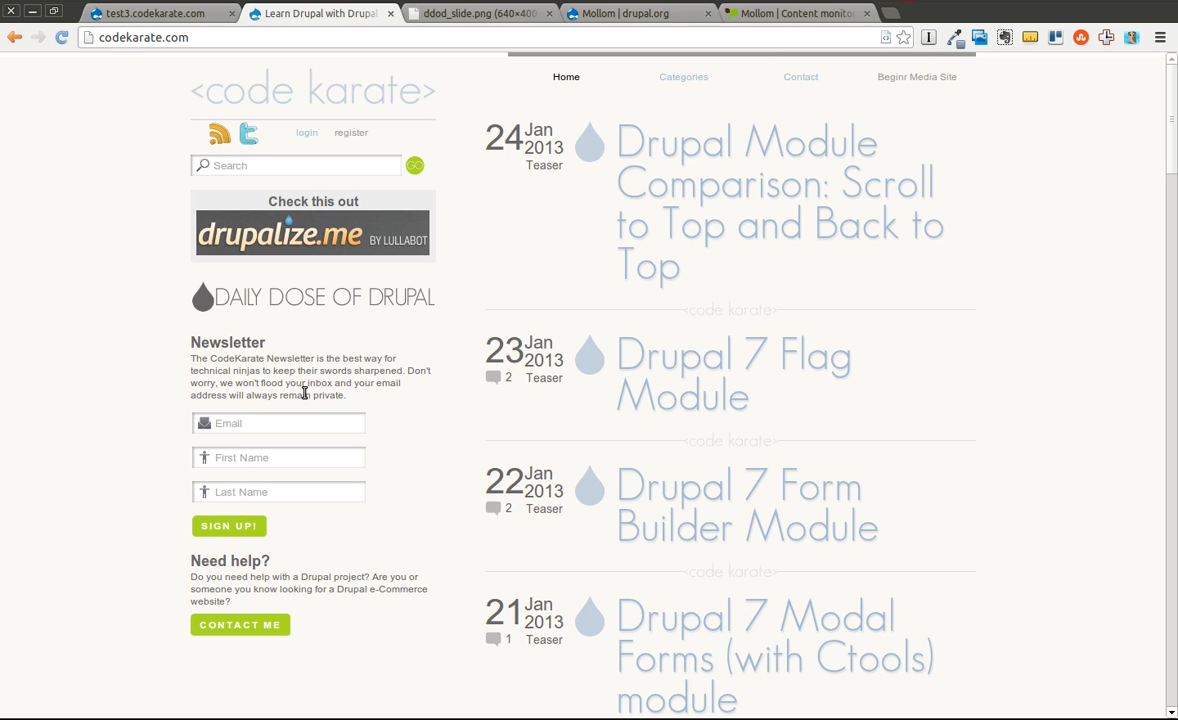 test3.codekarate.com
Learn Drupal with Drupal
ddod_slide.png (640×400
Mollom | drupal.org
Mollom | Content monito
codekarate.com
<code karate>
Home
Categories
Contact
Beginr Media Site
login
register
Search
GO
Check this out
drupalize.me BY LULLABOT
DAILY DOSE OF DRUPAL
Newsletter
The CodeKarate Newsletter is the best way for
technical ninjas to keep their swords sharpened. Don't
worry, we won't flood your inbox and your email
address will always remain private.
Email
First Name
Last Name
SIGN UP!
Need help?
Do you need help with a Drupal project? Are you or
someone you know looking for a Drupal e-Commerce
website?
CONTACT ME
24 Jan
2013
Teaser
Drupal Module
Comparison: Scroll
to Top and Back to
Top
<code karate>
23 Jan
2013
2 Teaser
Drupal 7 Flag
Module
<code karate>
22 Jan
2013
2 Teaser
Drupal 7 Form
Builder Module
<code karate>
21 Jan
2013
1 Teaser
Drupal 7 Modal
Forms (with Ctools)
module